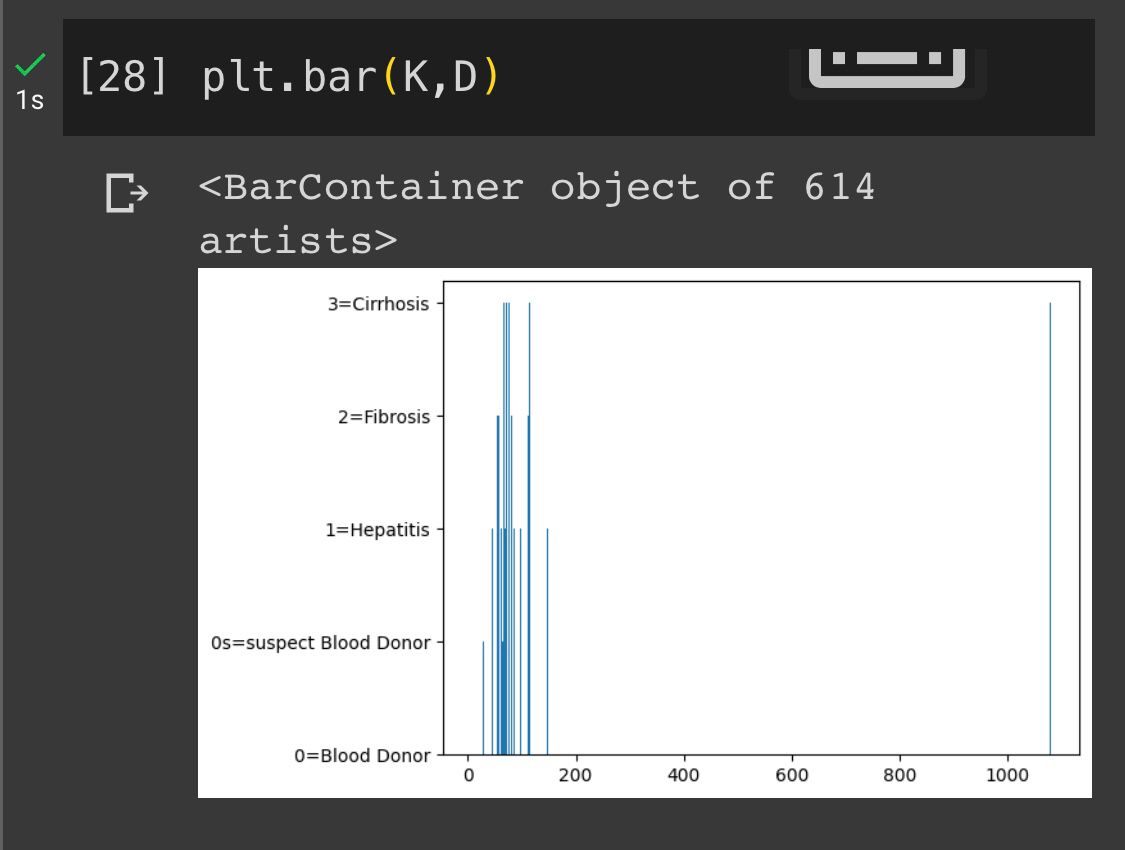 [28] plt.bar(K,D)
1s
<BarContainer object of 614
artists>
3=Cirrhosis
2=Fibrosis
1=Hepatitis
0s=suspect Blood Donor
0=Blood Donor
0 200 400 600 800 1000